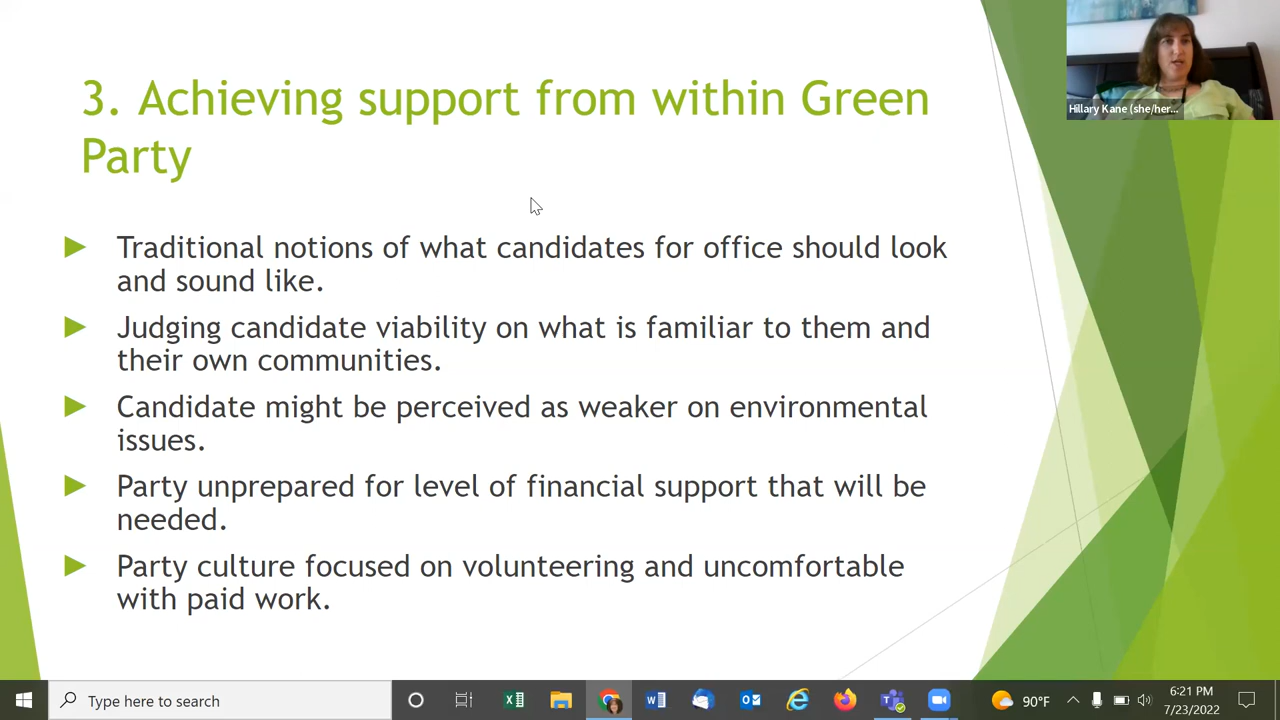 3. Achieving support from within Green
Party
Hillary Kane (she/her...
Traditional notions of what candidates for office should look
and sound like.
Judging candidate viability on what is familiar to them and
their own communities.
Candidate might be perceived as weaker on environmental
issues.
Party unprepared for level of financial support that will be
needed.
Party culture focused on volunteering and uncomfortable
with paid work.
Type here to search
90°F
6:21 PM
7/23/2022